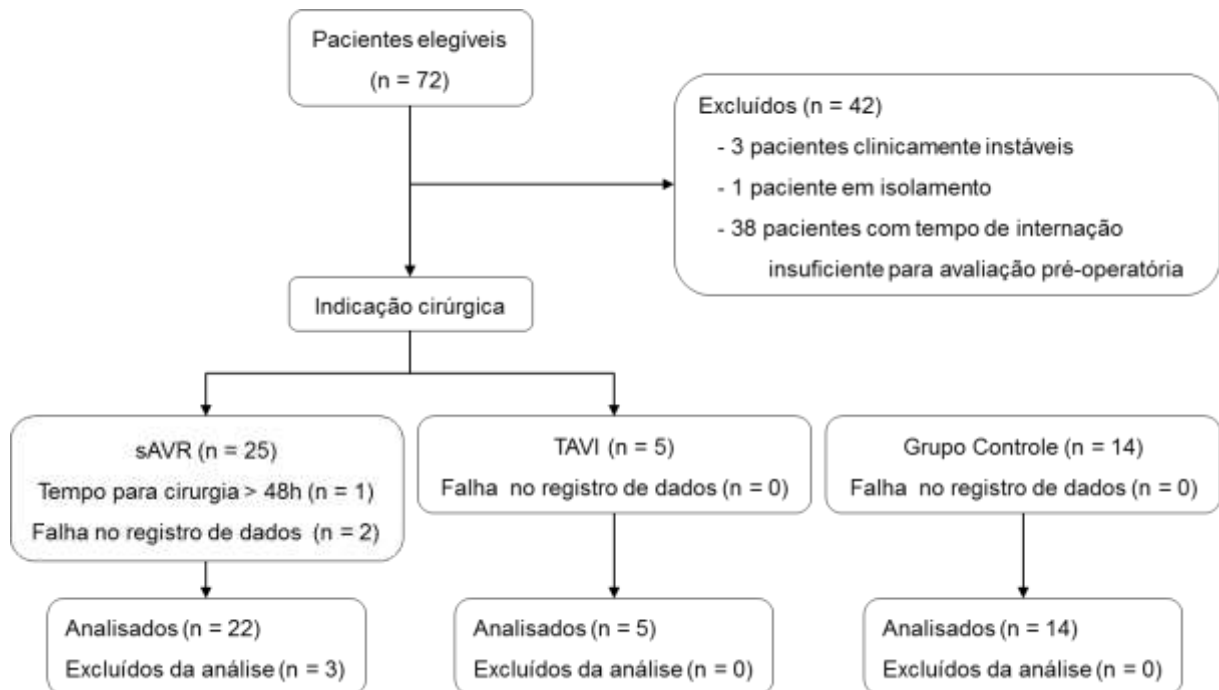 Pacientes elegíveis
(n = 72)
Excluídos (n = 42)
- 3 pacientes clinicamente instáveis
- 1 paciente em isolamento
- 38 pacientes com tempo de internação
insuficiente para avaliação pré-operatória
Indicação cirúrgica
sAVR (n = 25)
Tempo para cirurgia > 48h (n = 1)
Falha no registro de dados (n = 2)
TAVI (n = 5)
Falha no registro de dados (n = 0)
Grupo Controle (n = 14)
Falha no registro de dados (n = 0)
Analisados (n = 22)
Excluídos da análise (n = 3)
Analisados (n = 5)
Excluídos da análise (n = 0)
Analisados (n = 14)
Excluídos da análise (n = 0)